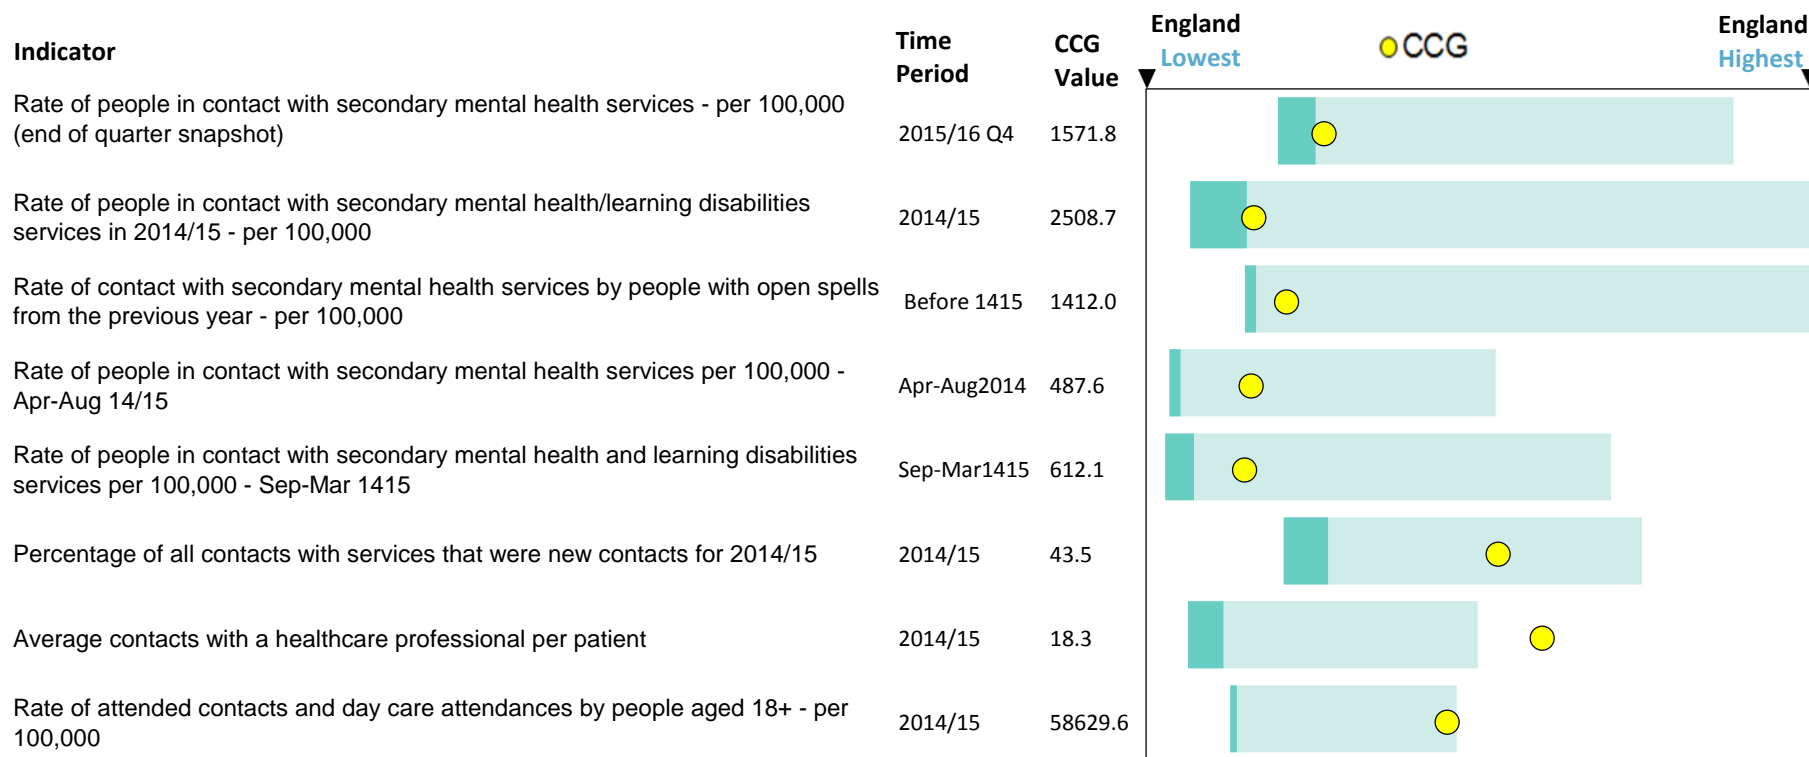 Indicator
Time
Period
CCG
Value
England
Lowest
CCG
England
Highest
Rate of people in contact with secondary mental health services - per 100,000
(end of quarter snapshot)
2015/16 Q4
1571.8
Rate of people in contact with secondary mental health/learning disabilities
services in 2014/15 - per 100,000
2014/15
2508.7
Rate of contact with secondary mental health services by people with open spells
from the previous year - per 100,000
Before 1415
1412.0
Rate of people in contact with secondary mental health services per 100,000 -
Apr-Aug 14/15
Apr-Aug2014
487.6
Rate of people in contact with secondary mental health and learning disabilities
services per 100,000 - Sep-Mar 1415
Sep-Mar1415
612.1
Percentage of all contacts with services that were new contacts for 2014/15
2014/15
43.5
Average contacts with a healthcare professional per patient
2014/15
18.3
Rate of attended contacts and day care attendances by people aged 18+ - per
100,000
2014/15
58629.6